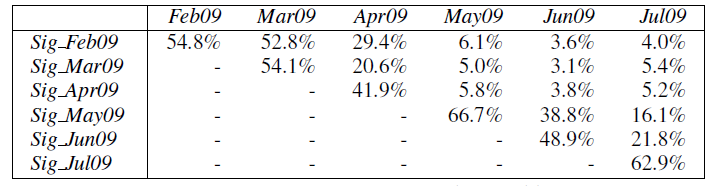 Feb09 Mar09 Apr09 May09 Jun09 Jul09
Sig_Feb09 54.8% 52.8% 29.4% 6.1% 3.6% 4.0%
Sig_Mar09 - 54.1% 20.6% 5.0% 3.1% 5.4%
Sig_Apr09 - - 41.9% 5.8% 3.8% 5.2%
Sig_May09 - - - 66.7% 38.8% 16.1%
Sig_Jun09 - - - - 48.9% 21.8%
Sig_Jul09 - - - - - 62.9%